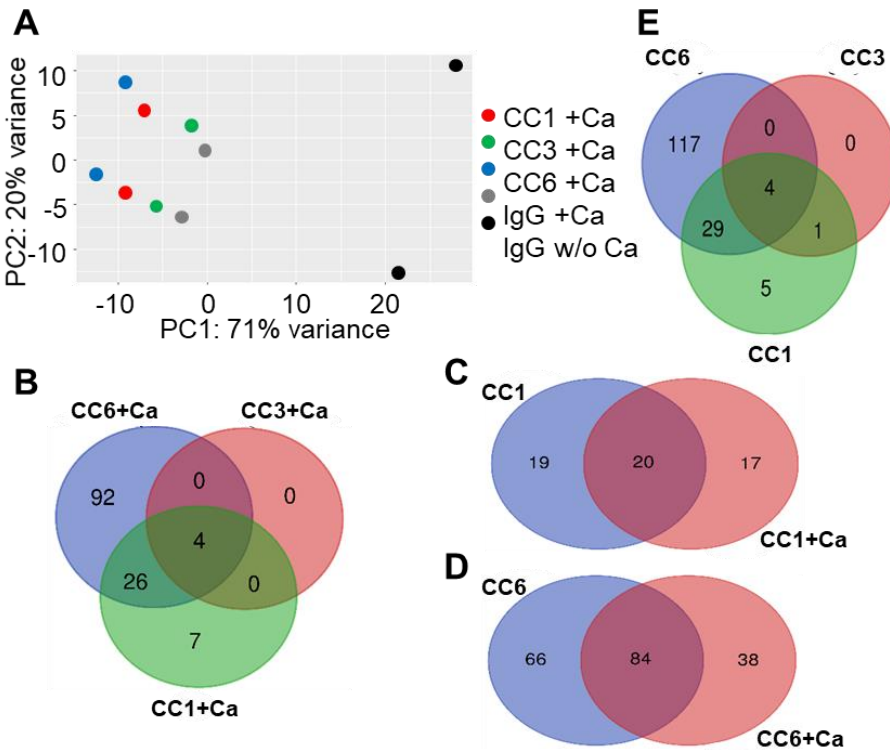 A
PC2: 20% variance
10
5
0
-5
-10
-10
0
10
20
PC1: 71% variance
CC1 +Ca
CC3 +Ca
CC6 +Ca
IgG +Ca
IgG w/o Ca
B
CC6+Ca
CC3+Ca
92
0
0
4
26
0
7
CC1+Ca
E
CC6
CC3
117
0
0
4
29
1
5
CC1
C
CC1
19
20
17
CC1+Ca
D
CC6
66
84
38
CC6+Ca